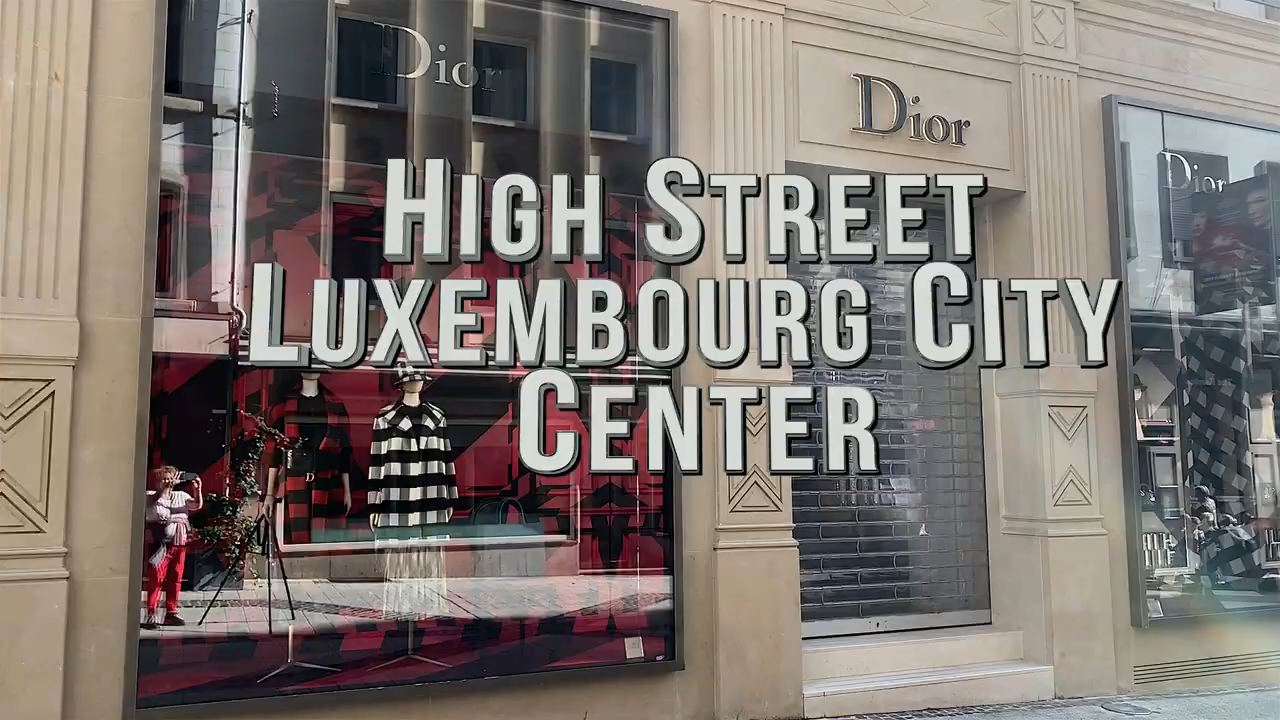 Dior
Dior
Dior
HIGH STREET
LUXEMBOURG CITY
CENTER
D